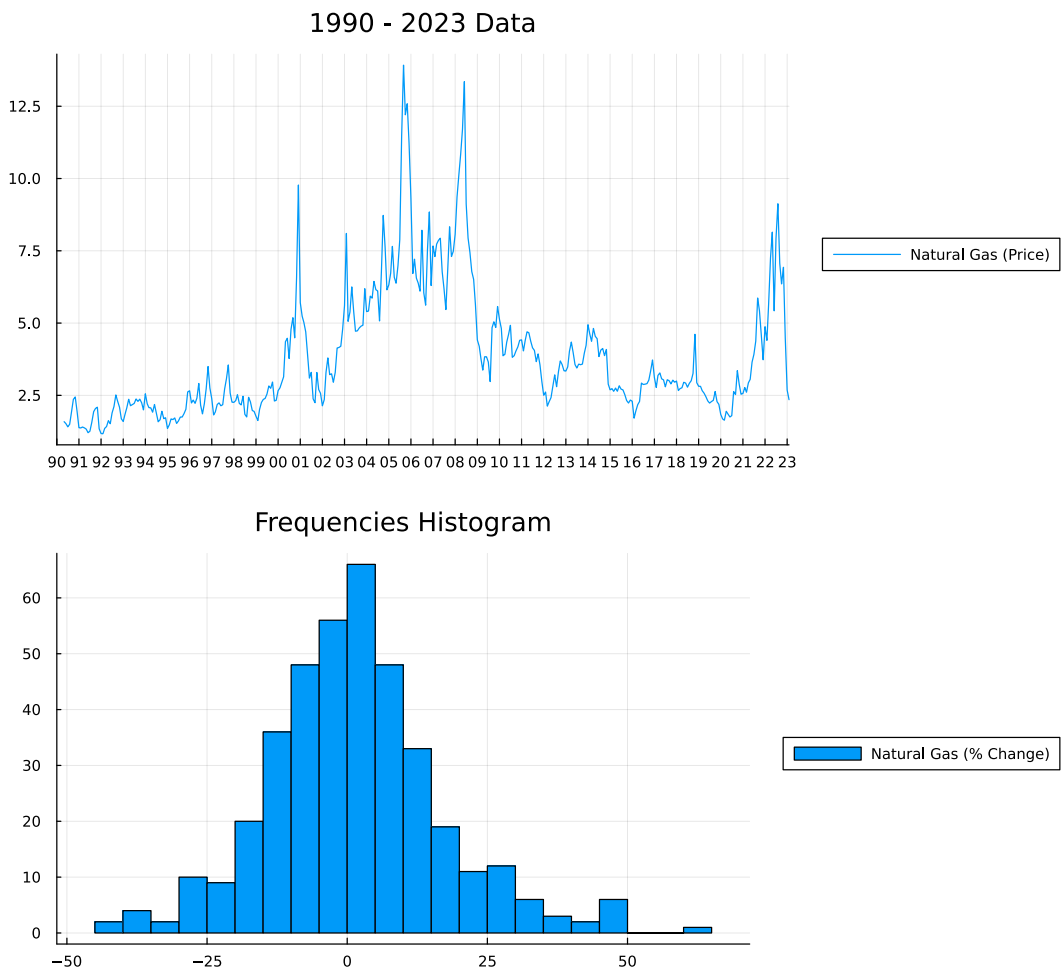 1990 - 2023 Data
12.5
10.0
7.5
5.0
2.5
90 91 92 93 94 95 96 97 98 99 00 01 02 03 04 05 06 07 08 09 10 11 12 13 14 15 16 17 18 19 20 21 22 23
Natural Gas (Price)
Frequencies Histogram
60
50
40
30
20
10
0
−50 −25 0 25 50
Natural Gas (% Change)